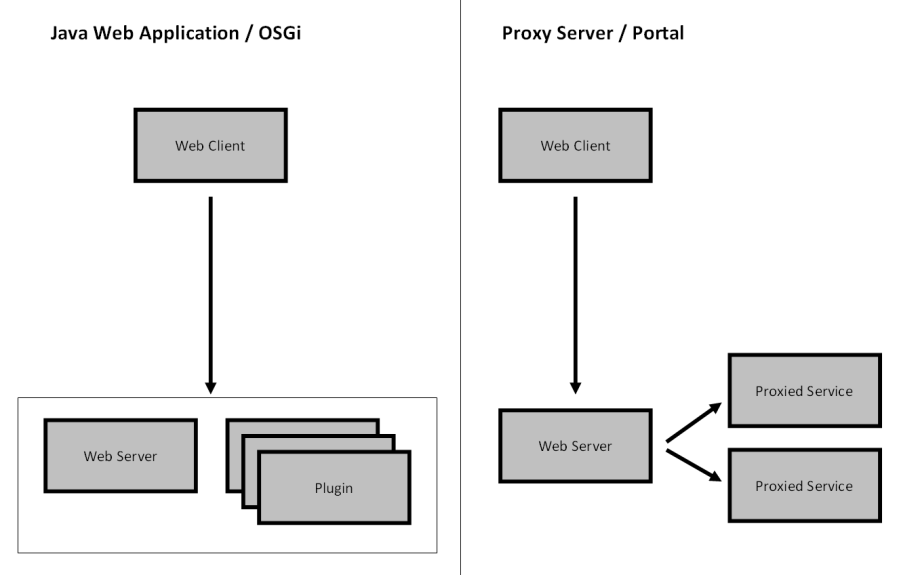 Java Web Application / OSGi
Web Client
Web Server
Plugin
Proxy Server / Portal
Web Client
Web Server
Proxied Service
Proxied Service